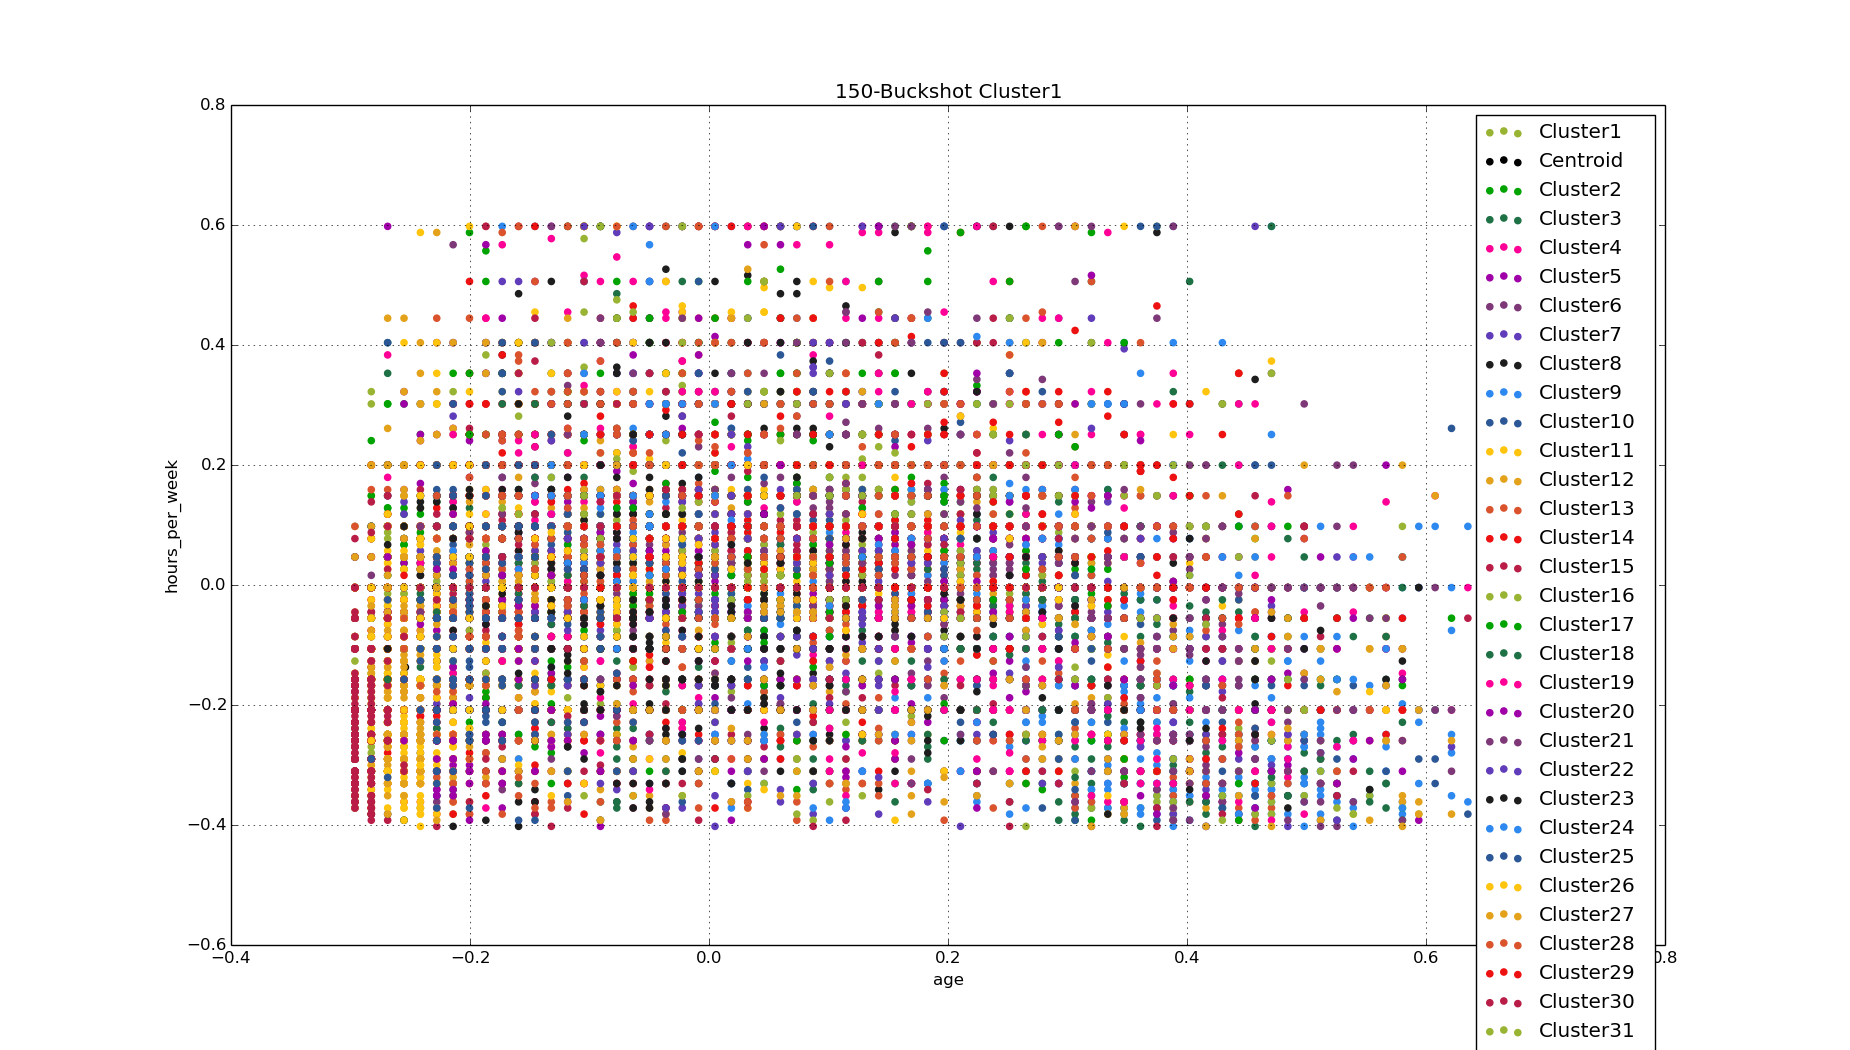 150-Buckshot Cluster1
0.8
0.6
0.4
0.2
0.0
−0.2
−0.4
−0.6
hours_per_week
−0.4
−0.2
0.0
0.2
0.4
0.6
0.8
age
Cluster1
Centroid
Cluster2
Cluster3
Cluster4
Cluster5
Cluster6
Cluster7
Cluster8
Cluster9
Cluster10
Cluster11
Cluster12
Cluster13
Cluster14
Cluster15
Cluster16
Cluster17
Cluster18
Cluster19
Cluster20
Cluster21
Cluster22
Cluster23
Cluster24
Cluster25
Cluster26
Cluster27
Cluster28
Cluster29
Cluster30
Cluster31